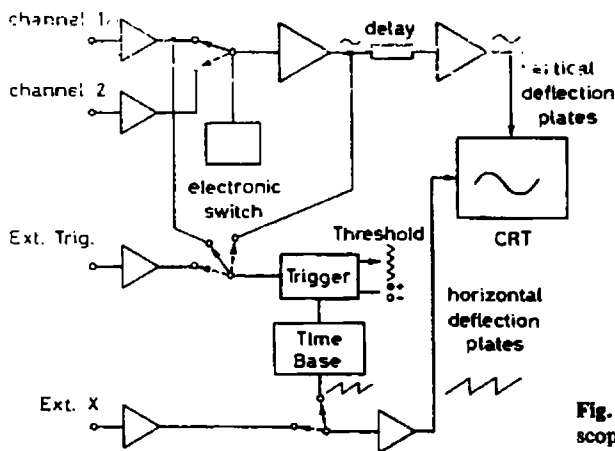 channel 1
delay
channel 2
vertical
deflection
plates
electronic
switch
CRT
Ext. Trig.
Threshold
Trigger
+
-
horizontal
deflection
plates
Time
Base
Ext. X
Fig.
scop